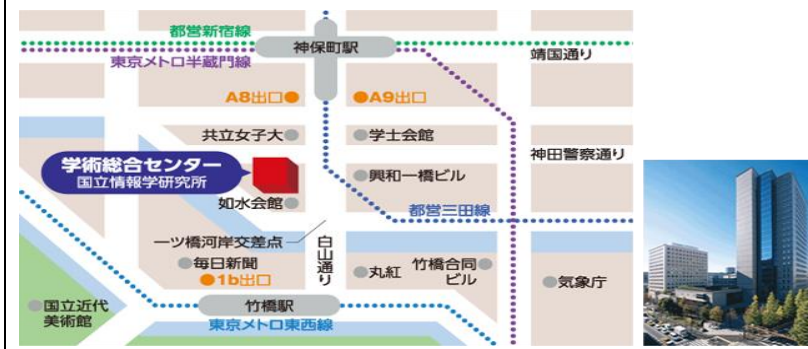 都営新宿線
神保町駅
東京メトロ半蔵門線
靖国通り
A8出口
A9出口
共立女子大
学士会館
神田警察通り
学術総合センター
国立情報学研究所
興和一橋ビル
如水会館
都営三田線
一ツ橋河岸交差点
白山通り
毎日新聞
1b出口
丸紅
竹橋合同
ビル
気象庁
国立近代
美術館
竹橋駅
東京メトロ東西線